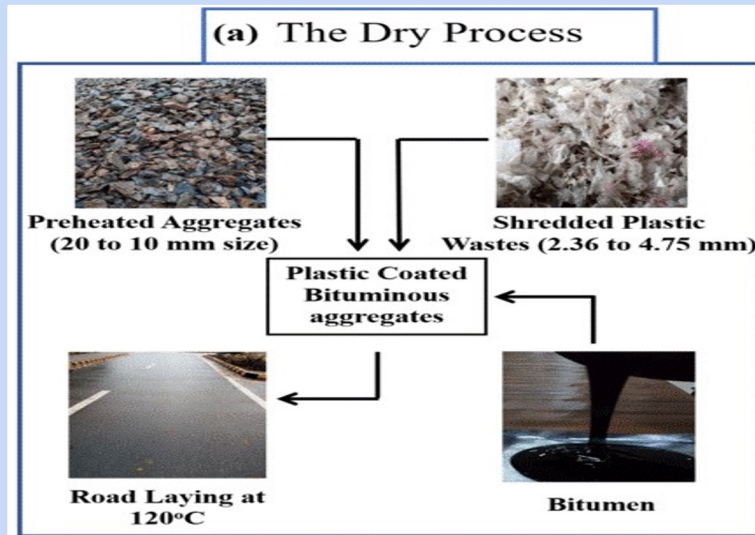 (a) The Dry Process
Preheated Aggregates
(20 to 10 mm size)
Shredded Plastic
Wastes (2.36 to 4.75 mm)
Plastic Coated
Bituminous
aggregates
Road Laying at
120°C
Bitumen